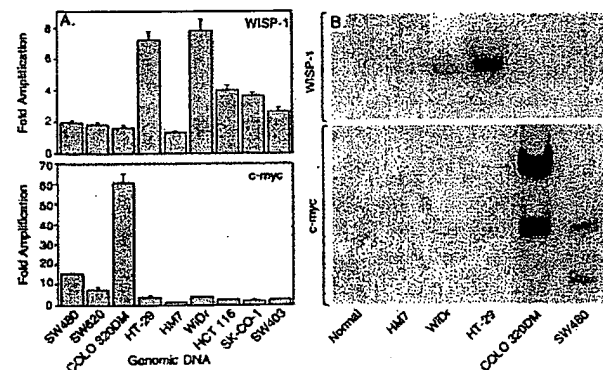 A.
WISP-1
Fold Amplification
8
6
4
2
0
c-myc
Fold Amplification
70
60
50
40
30
20
10
0
SW480
SW620
COLO 320DM
HT-29
HM7
WiDr
HCT 116
SK-CO-1
SW403
Genomic DNA
B.
WISP-1
c-myc
Normal
HM7
WiDr
HT-29
COLO 320DM
SW480